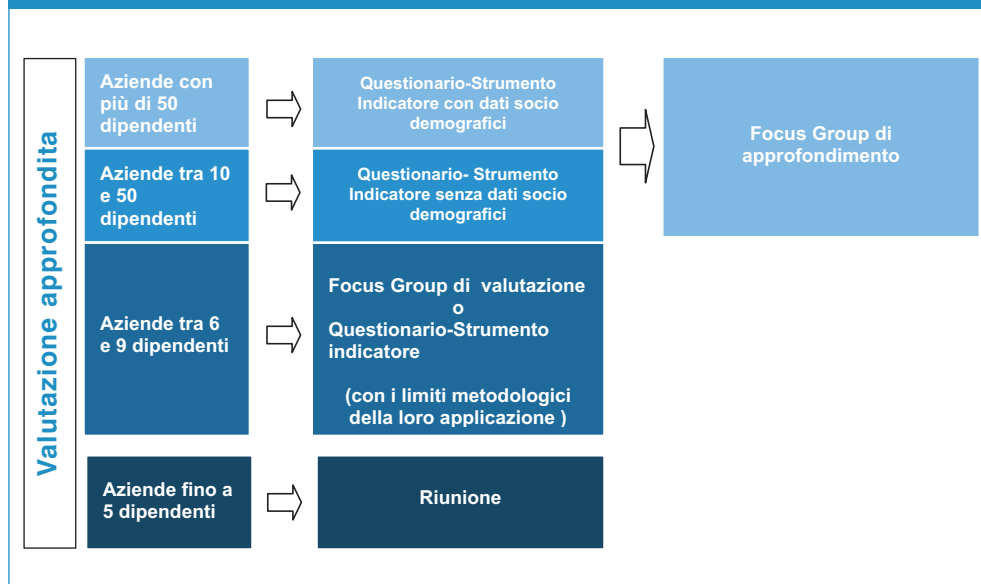 Valutazione approfondita
Aziende con
più di 50
dipendenti
Questionario-Strumento
Indicatore con dati socio
demografici
Focus Group di
approfondimento
Aziende tra 10
e 50
dipendenti
Questionario- Strumento
Indicatore senza dati socio
demografici
Aziende tra 6
e 9 dipendenti
Focus Group di valutazione
o
Questionario-Strumento
indicatore
(con i limiti metodologici
della loro applicazione )
Aziende fino a
5 dipendenti
Riunione